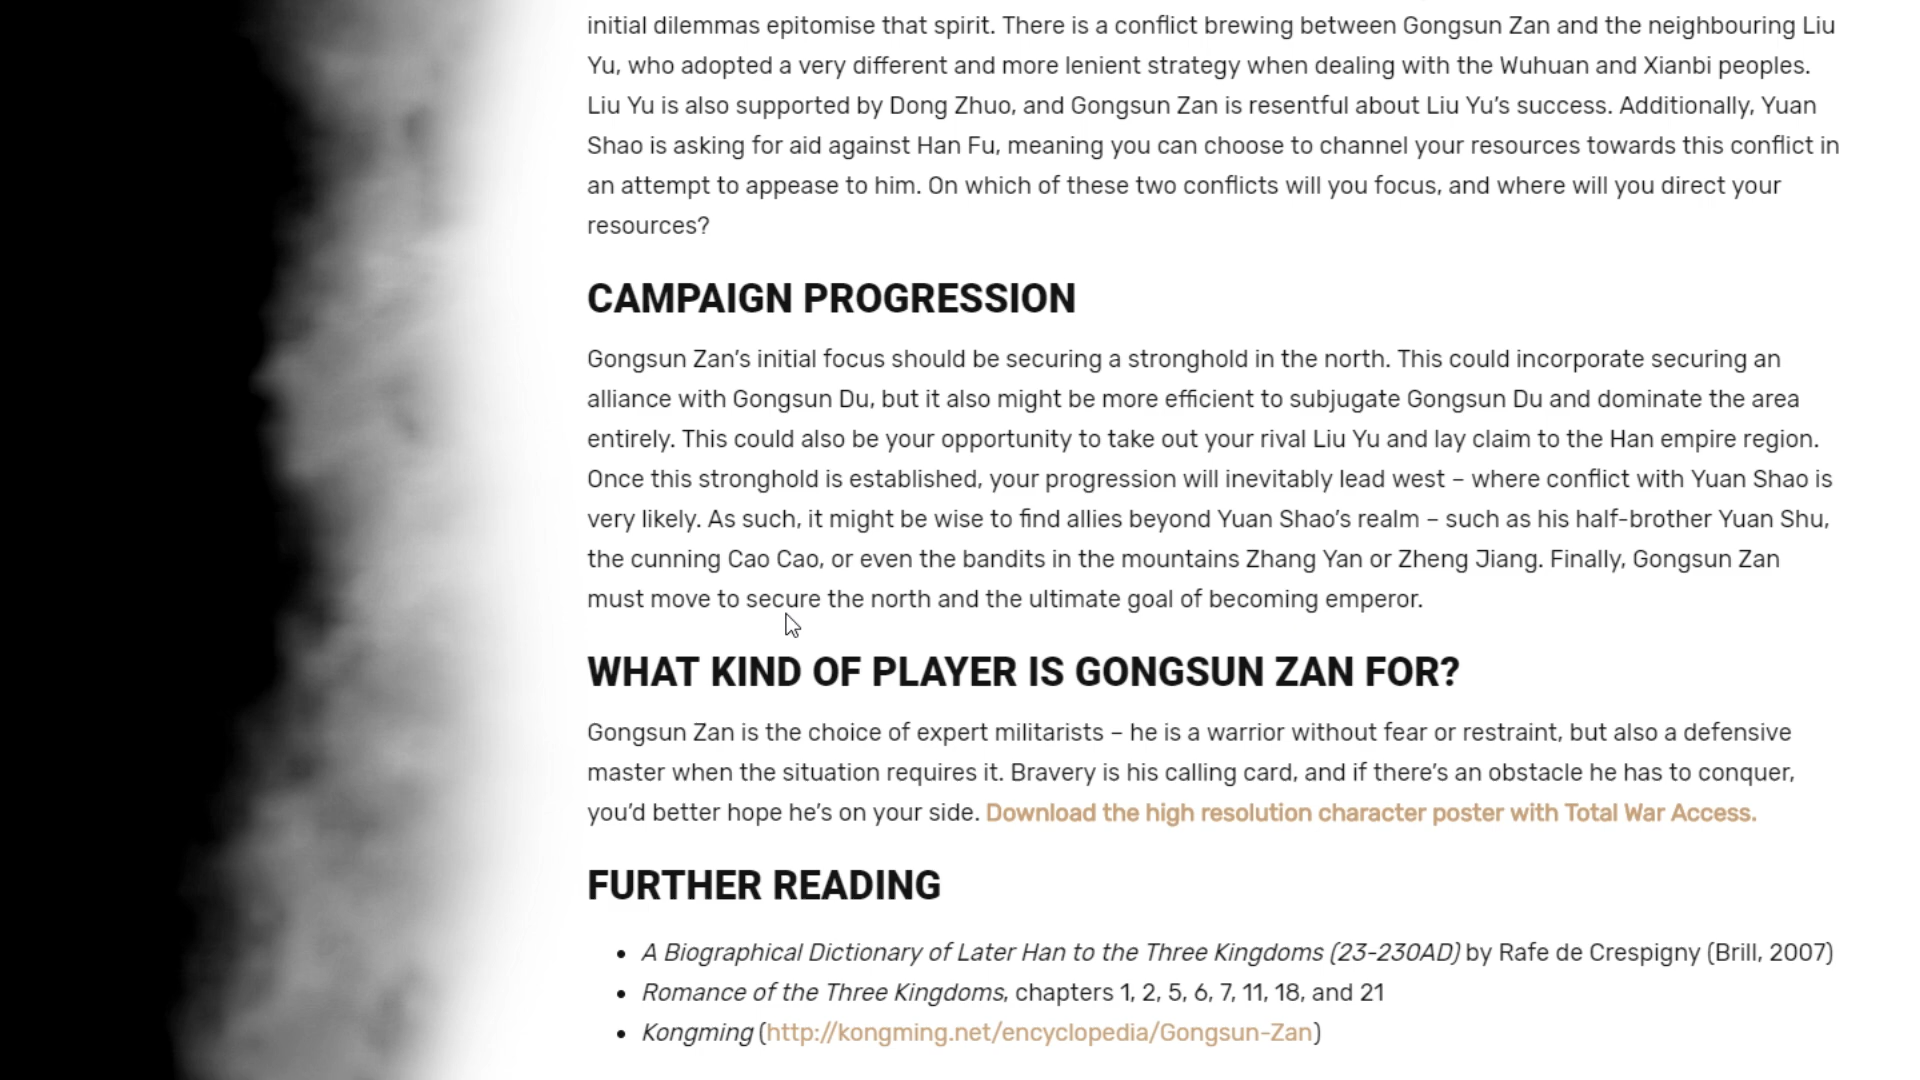 initial dilemmas epitomise that spirit. There is a conflict brewing between Gongsun Zan and the neighbouring Liu
Yu, who adopted a very different and more lenient strategy when dealing with the Wuhuan and Xianbi peoples.
Liu Yu is also supported by Dong Zhuo, and Gongsun Zan is resentful about Liu Yu’s success. Additionally, Yuan
Shao is asking for aid against Han Fu, meaning you can choose to channel your resources towards this conflict in
an attempt to appease to him. On which of these two conflicts will you focus, and where will you direct your
resources?
CAMPAIGN PROGRESSION
Gongsun Zan’s initial focus should be securing a stronghold in the north. This could incorporate securing an
alliance with Gongsun Du, but it also might be more efficient to subjugate Gongsun Du and dominate the area
entirely. This could also be your opportunity to take out your rival Liu Yu and lay claim to the Han empire region.
Once this stronghold is established, your progression will inevitably lead west – where conflict with Yuan Shao is
very likely. As such, it might be wise to find allies beyond Yuan Shao’s realm – such as his half-brother Yuan Shu,
the cunning Cao Cao, or even the bandits in the mountains Zhang Yan or Zheng Jiang. Finally, Gongsun Zan
must move to secure the north and the ultimate goal of becoming emperor.
WHAT KIND OF PLAYER IS GONGSUN ZAN FOR?
Gongsun Zan is the choice of expert militarists – he is a warrior without fear or restraint, but also a defensive
master when the situation requires it. Bravery is his calling card, and if there’s an obstacle he has to conquer,
you’d better hope he’s on your side. Download the high resolution character poster with Total War Access.
FURTHER READING
• A Biographical Dictionary of Later Han to the Three Kingdoms (23-230AD) by Rafe de Crespigny (Brill, 2007)
• Romance of the Three Kingdoms, chapters 1, 2, 5, 6, 7, 11, 18, and 21
• Kongming (http://kongming.net/encyclopedia/Gongsun-Zan)